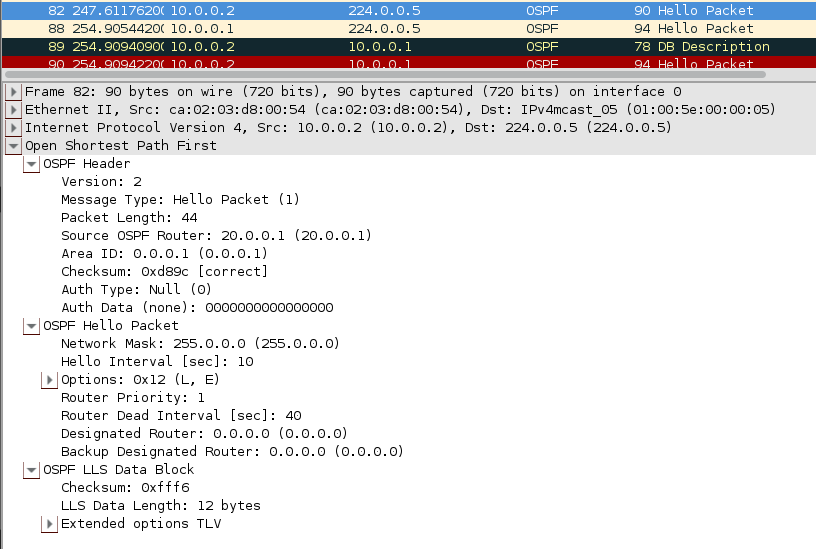 82 247.61176200 10.0.0.2 224.0.0.5 OSPF 90 Hello Packet
88 254.90544200 10.0.0.1 224.0.0.5 OSPF 94 Hello Packet
89 254.90940900 10.0.0.2 10.0.0.1 OSPF 78 DB Description
90 254.90942200 10.0.0.2 10.0.0.1 OSPF 94 Hello Packet
Frame 82: 90 bytes on wire (720 bits), 90 bytes captured (720 bits) on interface 0
Ethernet II, Src: ca:02:03:d8:00:54 (ca:02:03:d8:00:54), Dst: IPv4mcast_05 (01:00:5e:00:00:05)
Internet Protocol Version 4, Src: 10.0.0.2 (10.0.0.2), Dst: 224.0.0.5 (224.0.0.5)
Open Shortest Path First
OSPF Header
Version: 2
Message Type: Hello Packet (1)
Packet Length: 44
Source OSPF Router: 20.0.0.1 (20.0.0.1)
Area ID: 0.0.0.1 (0.0.0.1)
Checksum: 0xd89c [correct]
Auth Type: Null (0)
Auth Data (none): 0000000000000000
OSPF Hello Packet
Network Mask: 255.0.0.0 (255.0.0.0)
Hello Interval [sec]: 10
Options: 0x12 (L, E)
Router Priority: 1
Router Dead Interval [sec]: 40
Designated Router: 0.0.0.0 (0.0.0.0)
Backup Designated Router: 0.0.0.0 (0.0.0.0)
OSPF LLS Data Block
Checksum: 0xfff6
LLS Data Length: 12 bytes
Extended options TLV